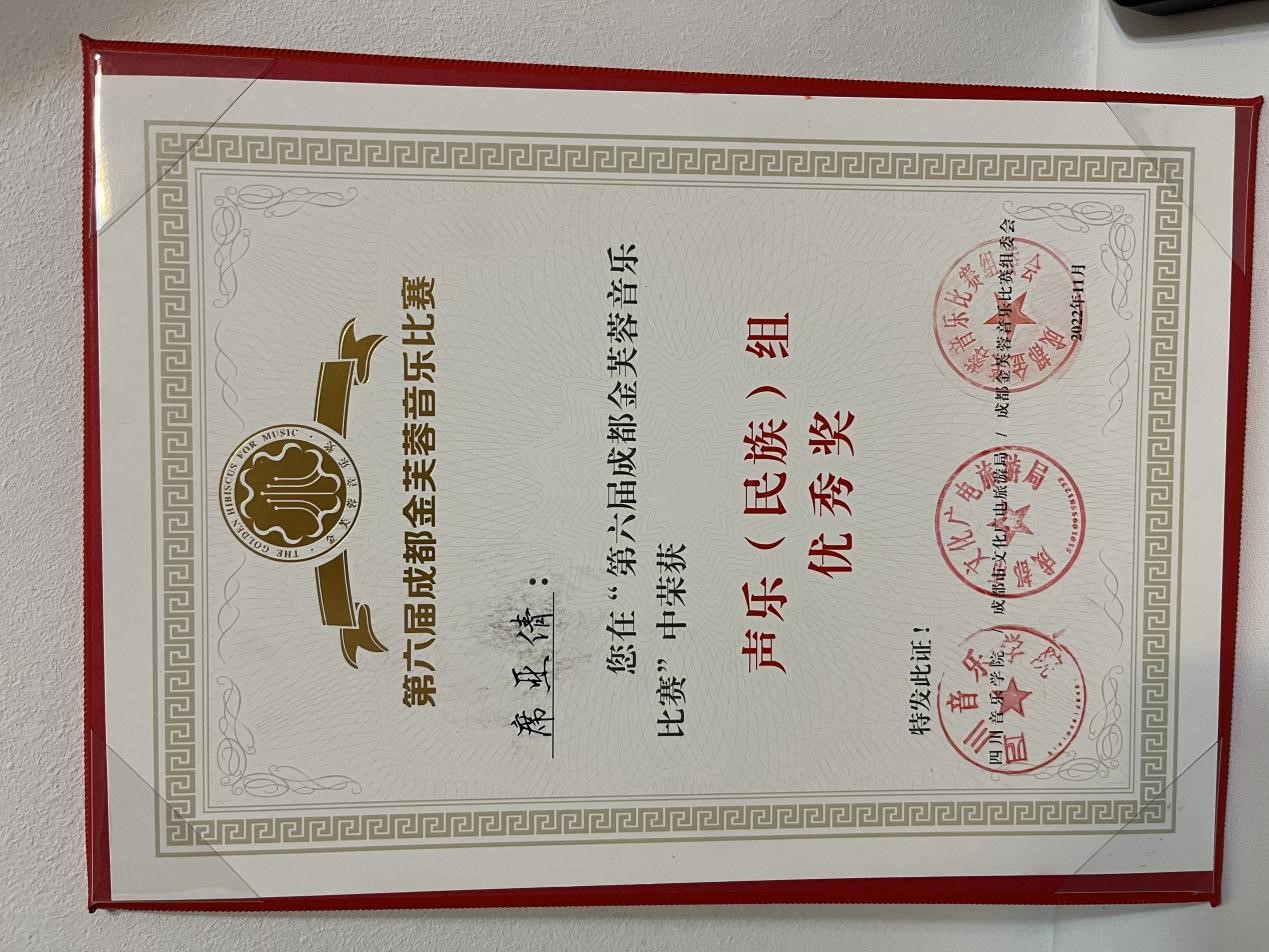 THE GOLDEN HIBISCUS FOR MUSIC
第六届成都金芙蓉音乐比赛
席亚倩：
您在“第六届成都金芙蓉音乐
比赛”中荣获
声乐（民族）组
优秀奖
特发此证！
四川音乐学院 / 成都市文化广电旅游局 / 成都金芙蓉音乐比赛组委会
2022年11月